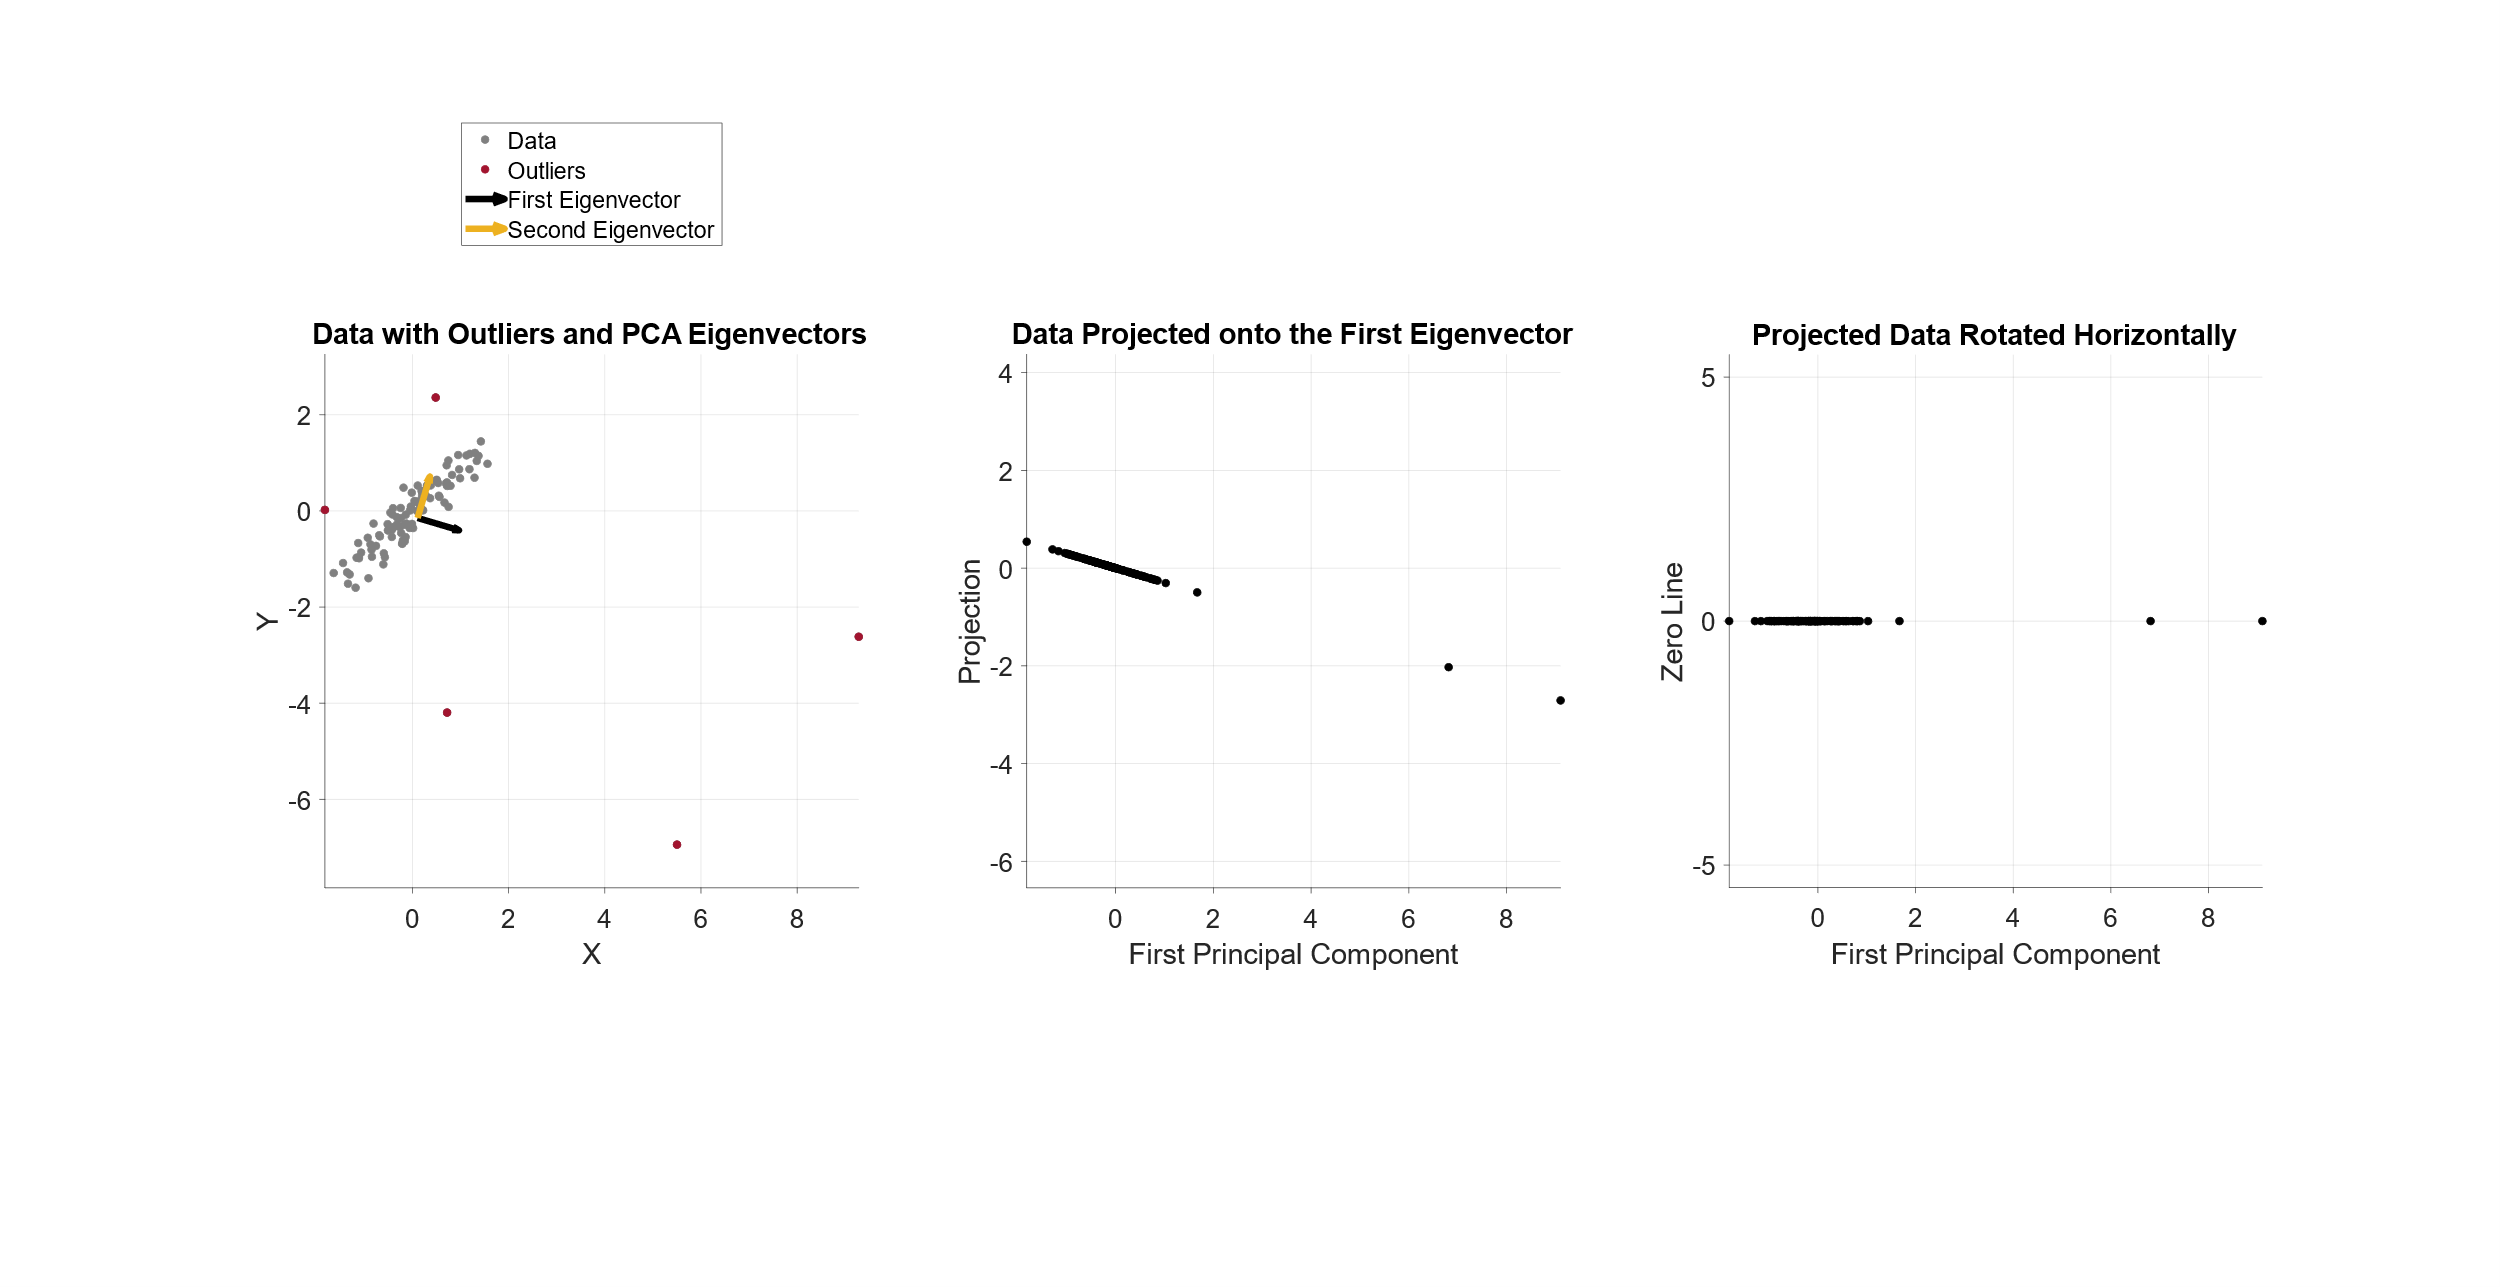 Data
Outliers
First Eigenvector
Second Eigenvector
Data with Outliers and PCA Eigenvectors
2
0
-2
-4
-6
Y
0 2 4 6 8
X
Data Projected onto the First Eigenvector
4
2
0
-2
-4
-6
Projection
0 2 4 6 8
First Principal Component
Projected Data Rotated Horizontally
5
0
-5
Zero Line
0 2 4 6 8
First Principal Component